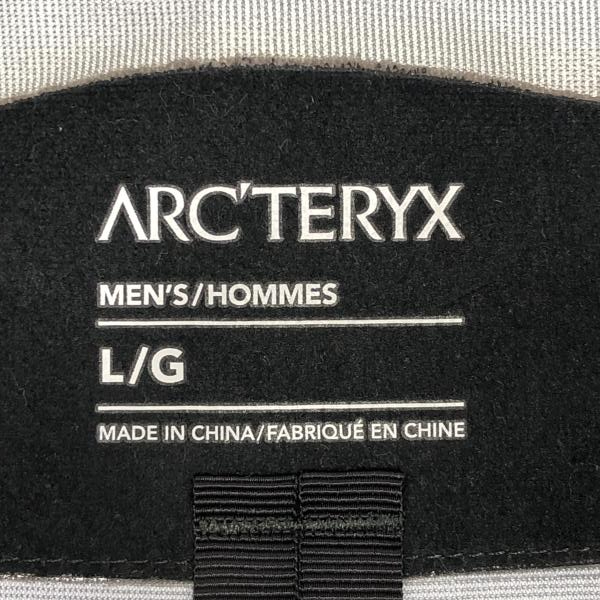 ARC'TERYX
MEN'S/HOMMES
L/G
MADE IN CHINA/FABRIQUÉ EN CHINE